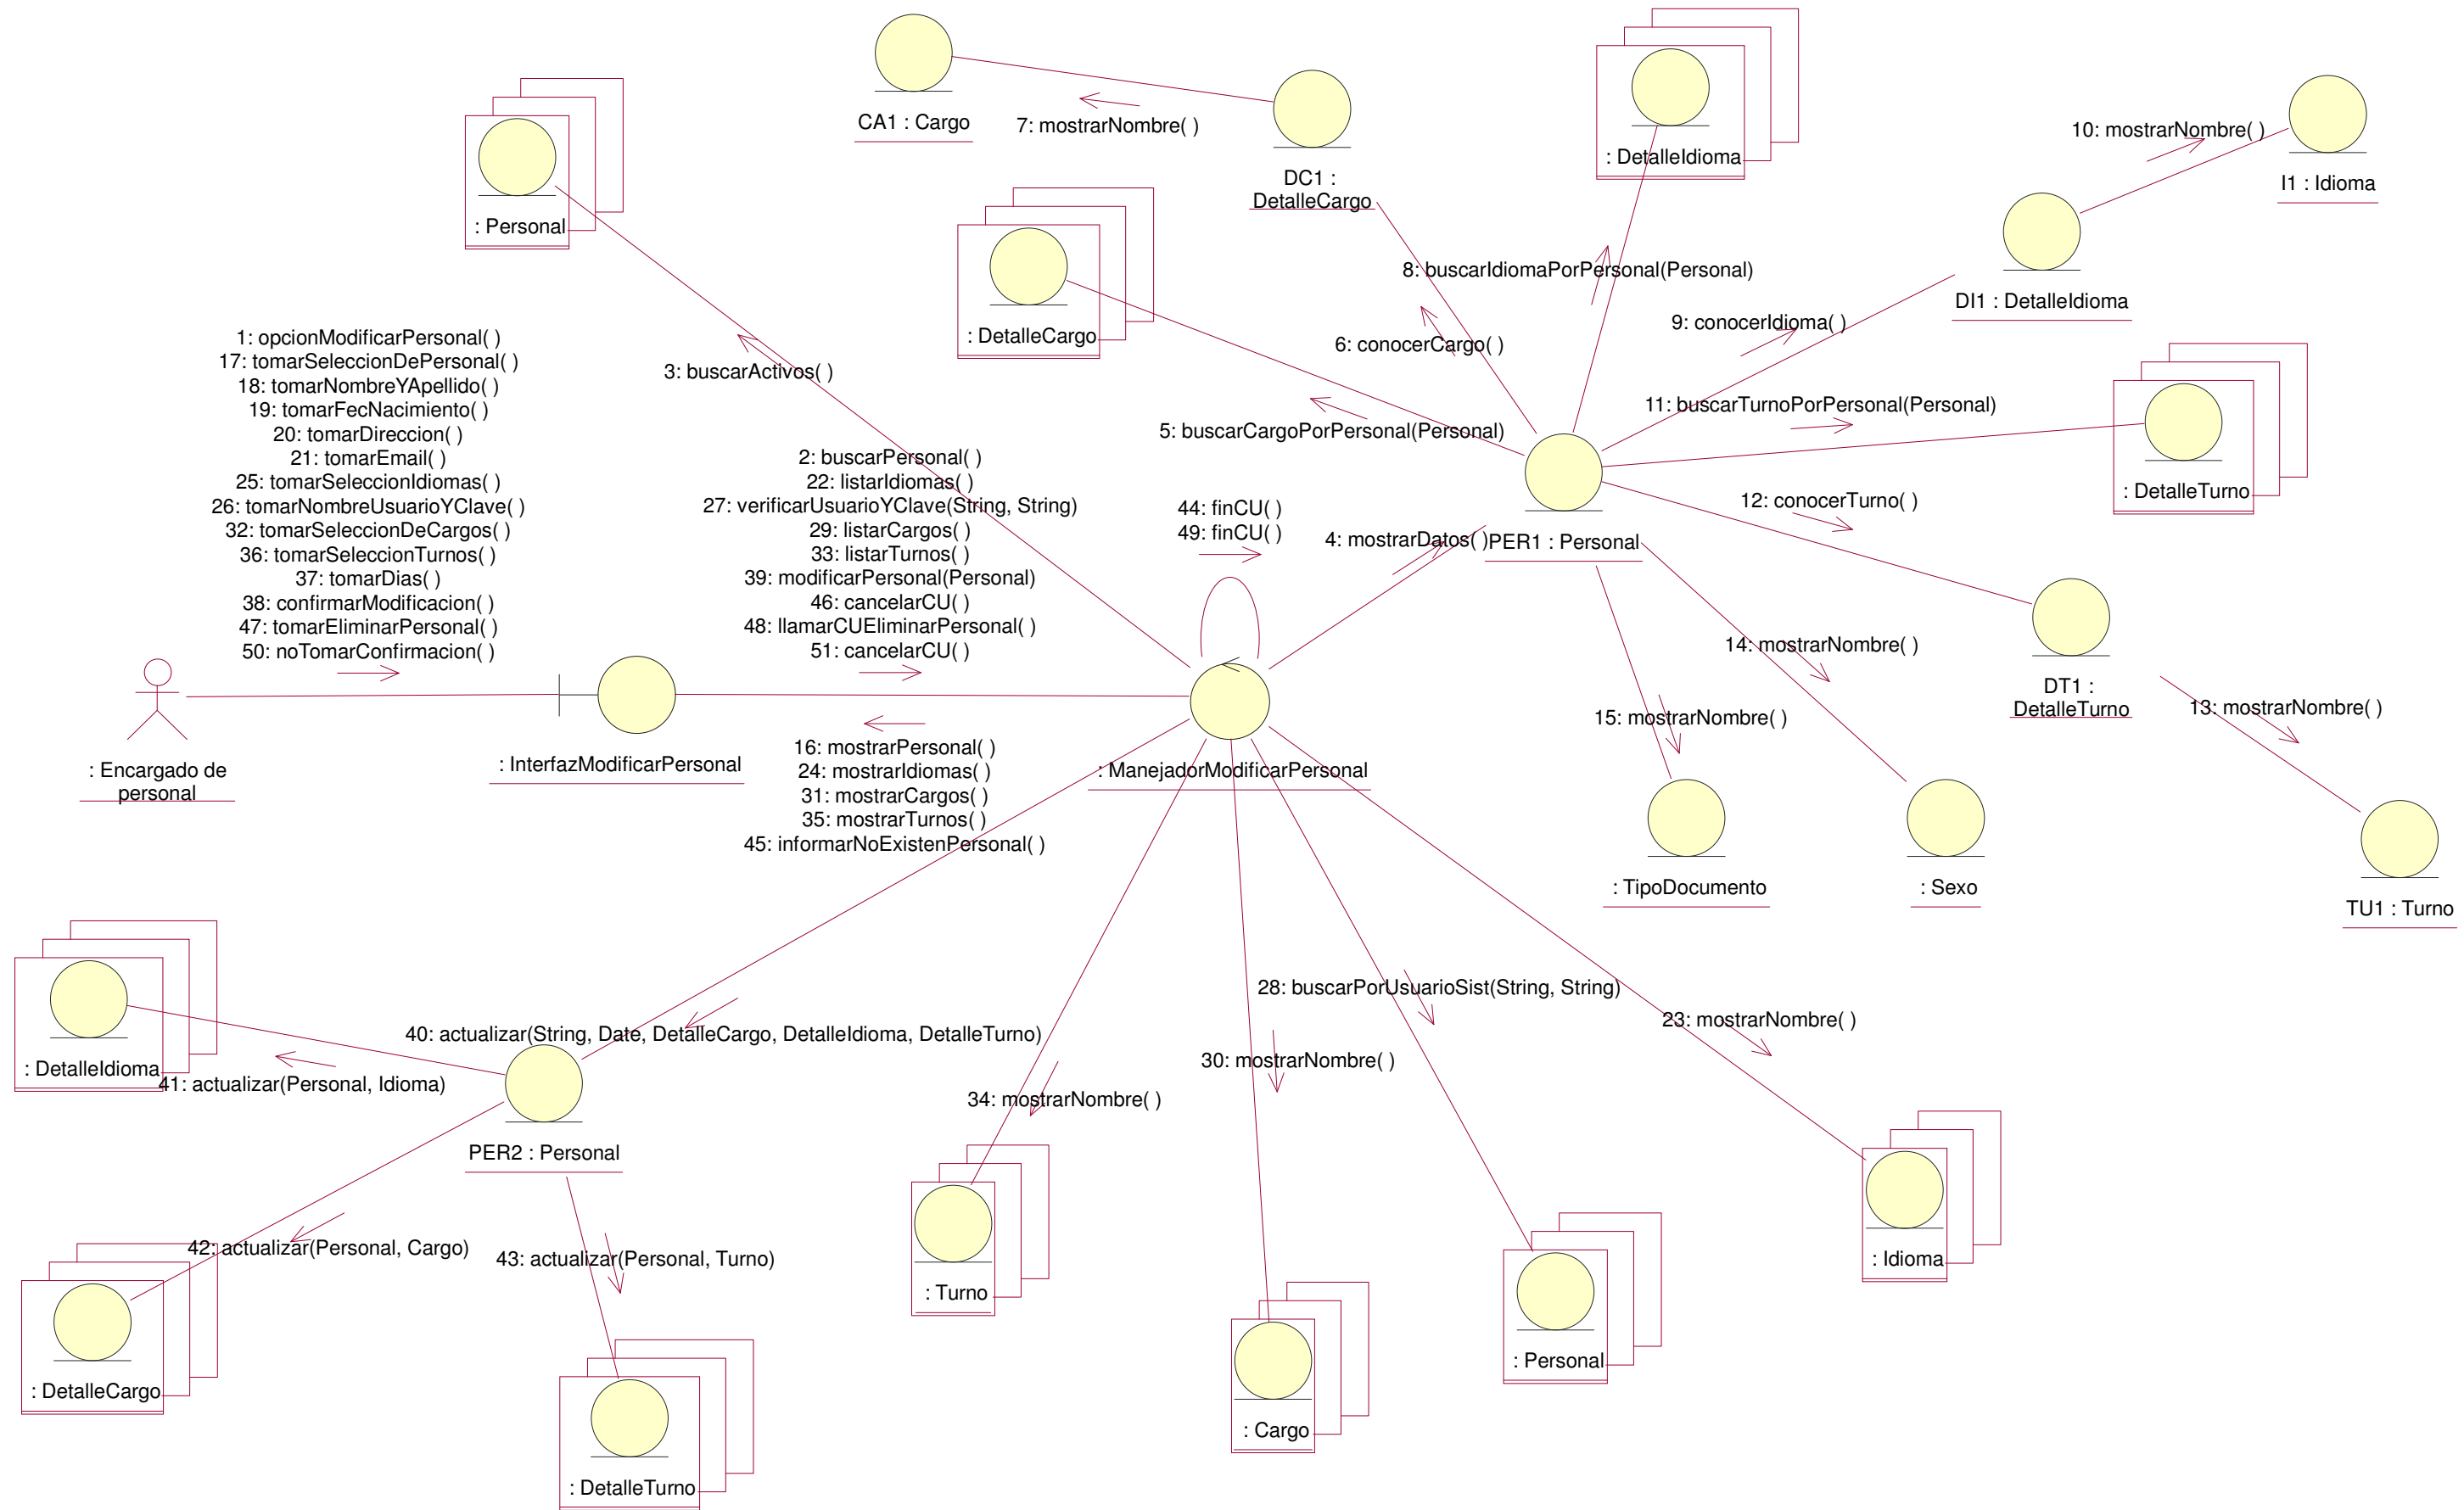 CA1 : Cargo
7: mostrarNombre( )
DC1 :
DetalleCargo
: DetalleIdioma
10: mostrarNombre( )
I1 : Idioma
: Personal
: DetalleCargo
8: buscarIdiomaPorPersonal(Personal)
DI1 : DetalleIdioma
9: conocerIdioma( )
6: conocerCargo( )
3: buscarActivos( )
5: buscarCargoPorPersonal(Personal)
11: buscarTurnoPorPersonal(Personal)
: DetalleTurno
1: opcionModificarPersonal( )
17: tomarSeleccionDePersonal( )
18: tomarNombreYApellido( )
19: tomarFecNacimiento( )
20: tomarDireccion( )
21: tomarEmail( )
25: tomarSeleccionIdiomas( )
26: tomarNombreUsuarioYClave( )
32: tomarSeleccionDeCargos( )
36: tomarSeleccionTurnos( )
37: tomarDias( )
38: confirmarModificacion( )
47: tomarEliminarPersonal( )
50: noTomarConfirmacion( )
2: buscarPersonal( )
22: listarIdiomas( )
27: verificarUsuarioYClave(String, String)
29: listarCargos( )
33: listarTurnos( )
39: modificarPersonal(Personal)
46: cancelarCU( )
48: llamarCUEliminarPersonal( )
51: cancelarCU( )
44: finCU( )
49: finCU( )
4: mostrarDatos( )
PER1 : Personal
12: conocerTurno( )
14: mostrarNombre( )
15: mostrarNombre( )
DT1 :
DetalleTurno
13: mostrarNombre( )
: Encargado de
personal
: InterfazModificarPersonal
16: mostrarPersonal( )
24: mostrarIdiomas( )
31: mostrarCargos( )
35: mostrarTurnos( )
45: informarNoExistenPersonal( )
: ManejadorModificarPersonal
: TipoDocumento
: Sexo
TU1 : Turno
28: buscarPorUsuarioSist(String, String)
23: mostrarNombre( )
40: actualizar(String, Date, DetalleCargo, DetalleIdioma, DetalleTurno)
: DetalleIdioma
41: actualizar(Personal, Idioma)
30: mostrarNombre( )
34: mostrarNombre( )
PER2 : Personal
42: actualizar(Personal, Cargo)
43: actualizar(Personal, Turno)
: Idioma
: Turno
: Personal
: DetalleCargo
: Cargo
: DetalleTurno